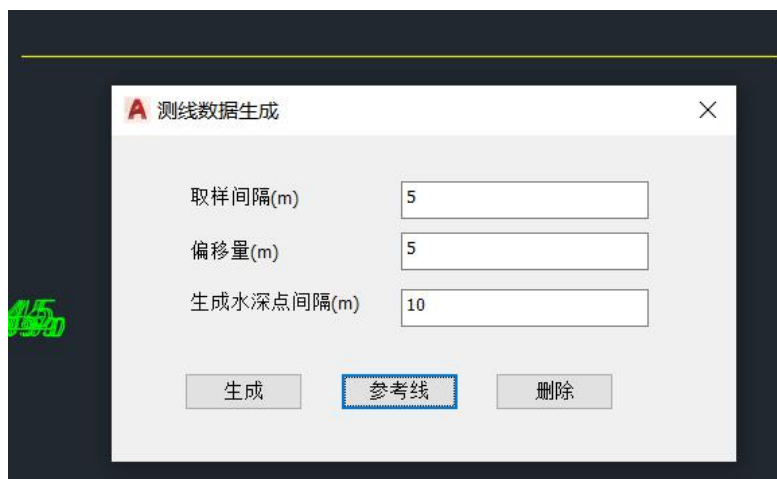 测线数据生成
取样间隔(m) 5
偏移量(m) 5
生成水深点间隔(m) 10
生成 参考线 删除